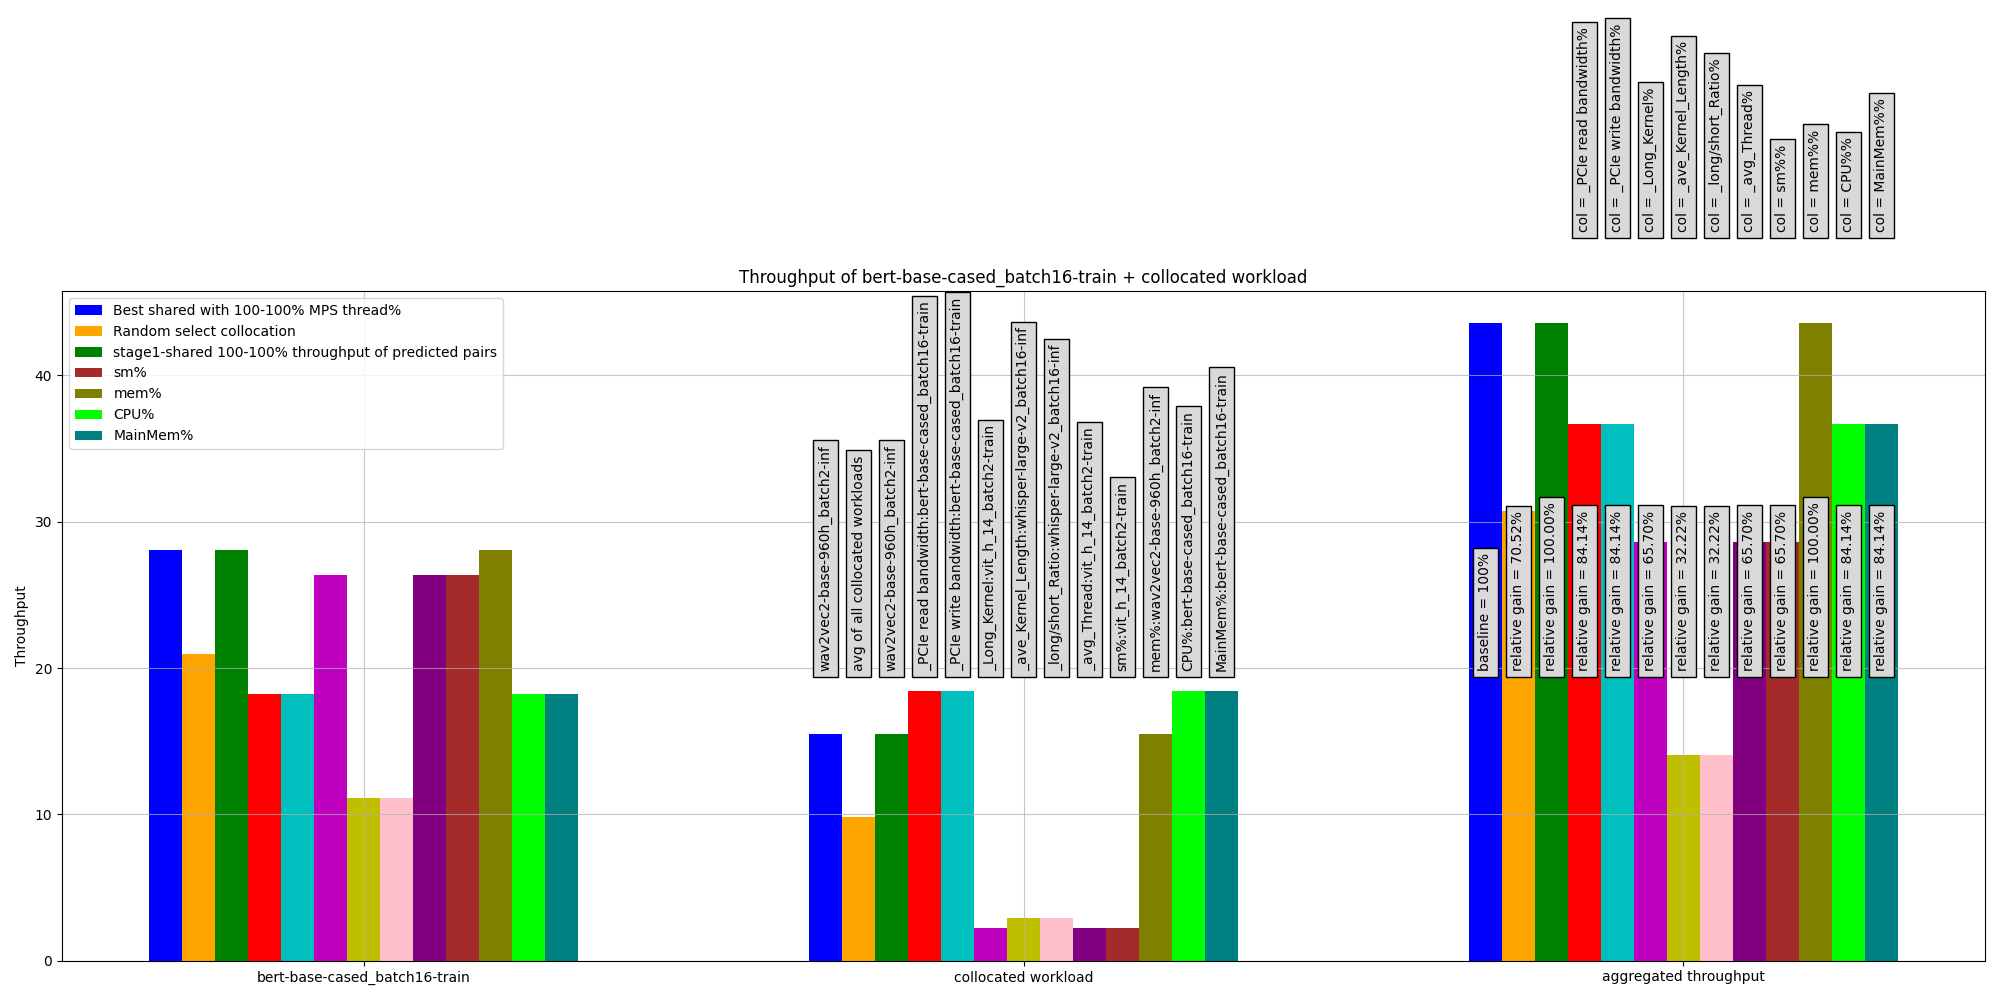 col = _PCIe read bandwidth%
col = _PCIe write bandwidth%
col = _Long_Kernel%
col = _ave_Kernel_Length%
col = _long/short_Ratio%
col = _avg_Thread%
col = sm%%
col = mem%%
col = CPU%%
col = MainMem%%
Throughput of bert-base-cased_batch16-train + collocated workload
Best shared with 100-100% MPS thread%
Random select collocation
stage1-shared 100-100% throughput of predicted pairs
sm%
mem%
CPU%
MainMem%
Throughput
40
30
20
10
0
wav2vec2-base-960h_batch2-inf
avg of all collocated workloads
wav2vec2-base-960h_batch2-inf
_PCIe read bandwidth:bert-base-cased_batch16-train
_PCIe write bandwidth:bert-base-cased_batch16-train
_Long_Kernel:vit_h_14_batch2-train
_ave_Kernel_Length:whisper-large-v2_batch16-inf
_long/short_Ratio:whisper-large-v2_batch16-inf
_avg_Thread:vit_h_14_batch2-train
sm%:vit_h_14_batch2-train
mem%:wav2vec2-base-960h_batch2-inf
CPU%:bert-base-cased_batch16-train
MainMem%:bert-base-cased_batch16-train
baseline = 100%
relative gain = 70.52%
relative gain = 100.00%
relative gain = 84.14%
relative gain = 84.14%
relative gain = 65.70%
relative gain = 32.22%
relative gain = 32.22%
relative gain = 65.70%
relative gain = 65.70%
relative gain = 100.00%
relative gain = 84.14%
relative gain = 84.14%
bert-base-cased_batch16-train
collocated workload
aggregated throughput